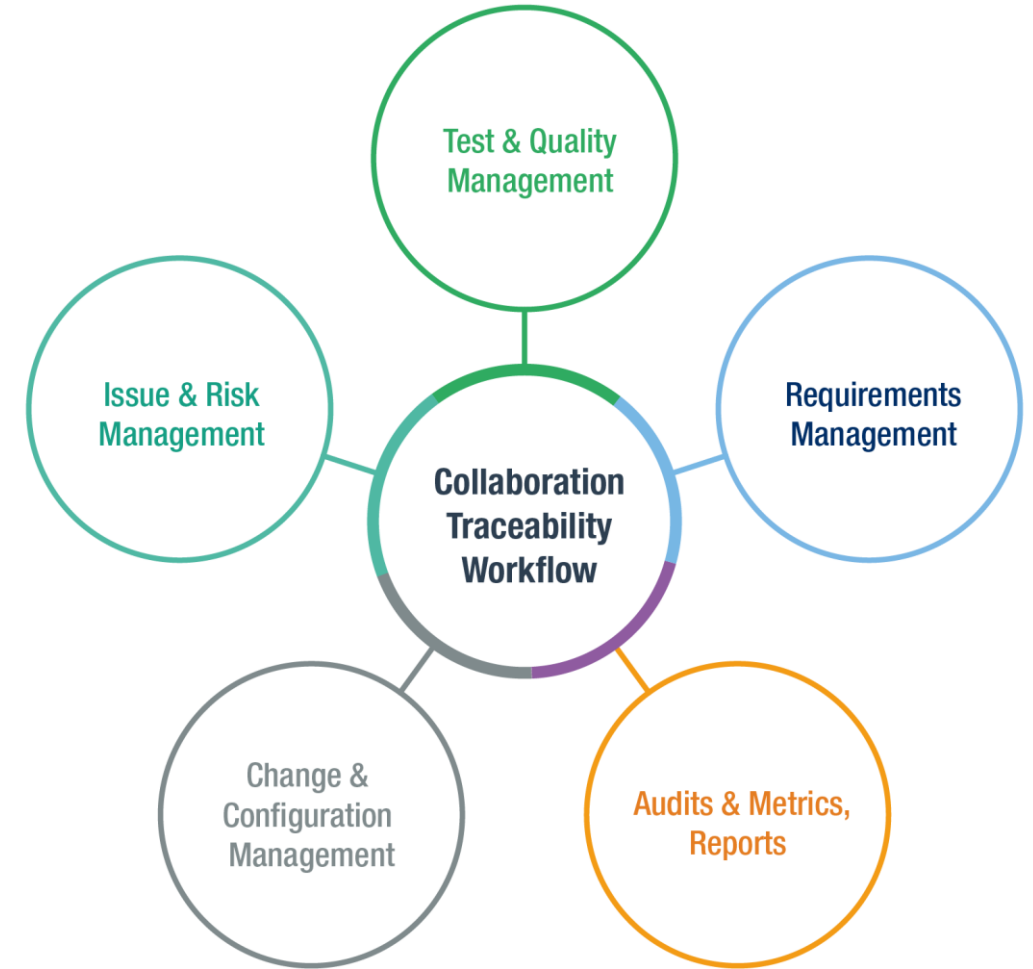 Test & Quality
Management
Issue & Risk
Management
Requirements
Management
Collaboration
Traceability
Workflow
Change &
Configuration
Management
Audits & Metrics,
Reports